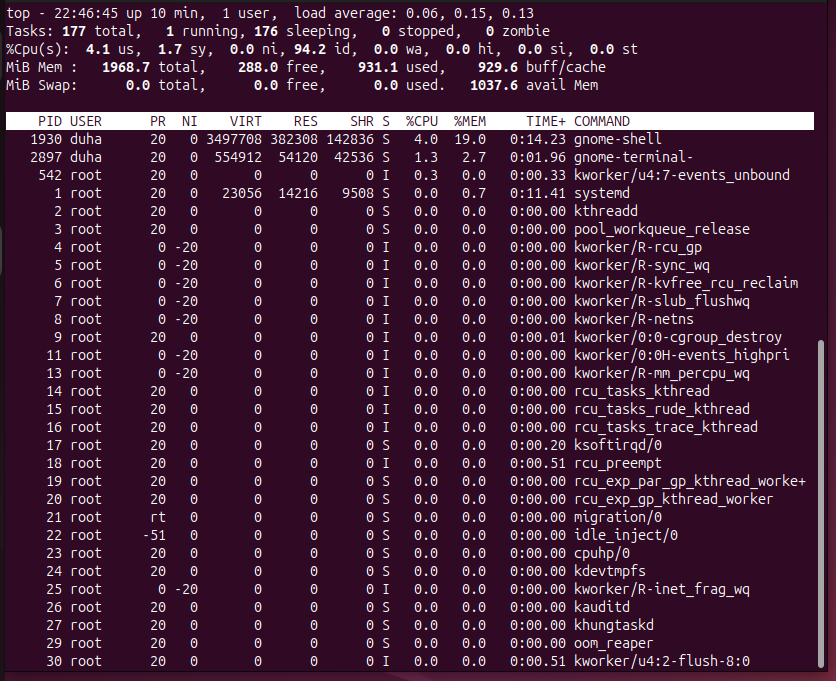 top - 22:46:45 up 10 min,  1 user,  load average: 0.06, 0.15, 0.13
Tasks: 177 total,   1 running, 176 sleeping,   0 stopped,   0 zombie
%Cpu(s):  4.1 us,  1.7 sy,  0.0 ni, 94.2 id,  0.0 wa,  0.0 hi,  0.0 si,  0.0 st
MiB Mem :   1968.7 total,    288.0 free,    931.1 used,    929.6 buff/cache
MiB Swap:      0.0 total,      0.0 free,      0.0 used.   1037.6 avail Mem
PID USER      PR  NI    VIRT    RES    SHR S  %CPU  %MEM     TIME+ COMMAND
1930 duha      20   0 3497708 382308 142836 S   4.0  19.0   0:14.23 gnome-shell
2897 duha      20   0  554912  54120  42536 S   1.3   2.7   0:01.96 gnome-terminal-
542 root      20   0       0      0      0 I   0.3   0.0   0:00.33 kworker/u4:7-events_unbound
1 root      20   0   23056  14216   9508 S   0.0   0.7   0:11.41 systemd
2 root      20   0       0      0      0 S   0.0   0.0   0:00.00 kthreadd
3 root      20   0       0      0      0 S   0.0   0.0   0:00.00 pool_workqueue_release
4 root       0 -20       0      0      0 I   0.0   0.0   0:00.00 kworker/R-rcu_gp
5 root       0 -20       0      0      0 I   0.0   0.0   0:00.00 kworker/R-sync_wq
6 root       0 -20       0      0      0 I   0.0   0.0   0:00.00 kworker/R-kvfree_rcu_reclaim
7 root       0 -20       0      0      0 I   0.0   0.0   0:00.00 kworker/R-slub_flushwq
8 root       0 -20       0      0      0 I   0.0   0.0   0:00.00 kworker/R-netns
9 root      20   0       0      0      0 I   0.0   0.0   0:00.01 kworker/0:0-cgroup_destroy
11 root       0 -20       0      0      0 I   0.0   0.0   0:00.00 kworker/0:0H-events_highpri
13 root       0 -20       0      0      0 I   0.0   0.0   0:00.00 kworker/R-mm_percpu_wq
14 root      20   0       0      0      0 I   0.0   0.0   0:00.00 rcu_tasks_kthread
15 root      20   0       0      0      0 I   0.0   0.0   0:00.00 rcu_tasks_rude_kthread
16 root      20   0       0      0      0 I   0.0   0.0   0:00.00 rcu_tasks_trace_kthread
17 root      20   0       0      0      0 S   0.0   0.0   0:00.20 ksoftirqd/0
18 root      20   0       0      0      0 I   0.0   0.0   0:00.51 rcu_preempt
19 root      20   0       0      0      0 S   0.0   0.0   0:00.00 rcu_exp_par_gp_kthread_worke+
20 root      20   0       0      0      0 S   0.0   0.0   0:00.00 rcu_exp_gp_kthread_worker
21 root      rt   0       0      0      0 S   0.0   0.0   0:00.00 migration/0
22 root     -51   0       0      0      0 S   0.0   0.0   0:00.00 idle_inject/0
23 root      20   0       0      0      0 S   0.0   0.0   0:00.00 cpuhp/0
24 root      20   0       0      0      0 S   0.0   0.0   0:00.00 kdevtmpfs
25 root       0 -20       0      0      0 I   0.0   0.0   0:00.00 kworker/R-inet_frag_wq
26 root      20   0       0      0      0 S   0.0   0.0   0:00.00 kauditd
27 root      20   0       0      0      0 S   0.0   0.0   0:00.00 khungtaskd
29 root      20   0       0      0      0 S   0.0   0.0   0:00.00 oom_reaper
30 root      20   0       0      0      0 I   0.0   0.0   0:00.51 kworker/u4:2-flush-8:0